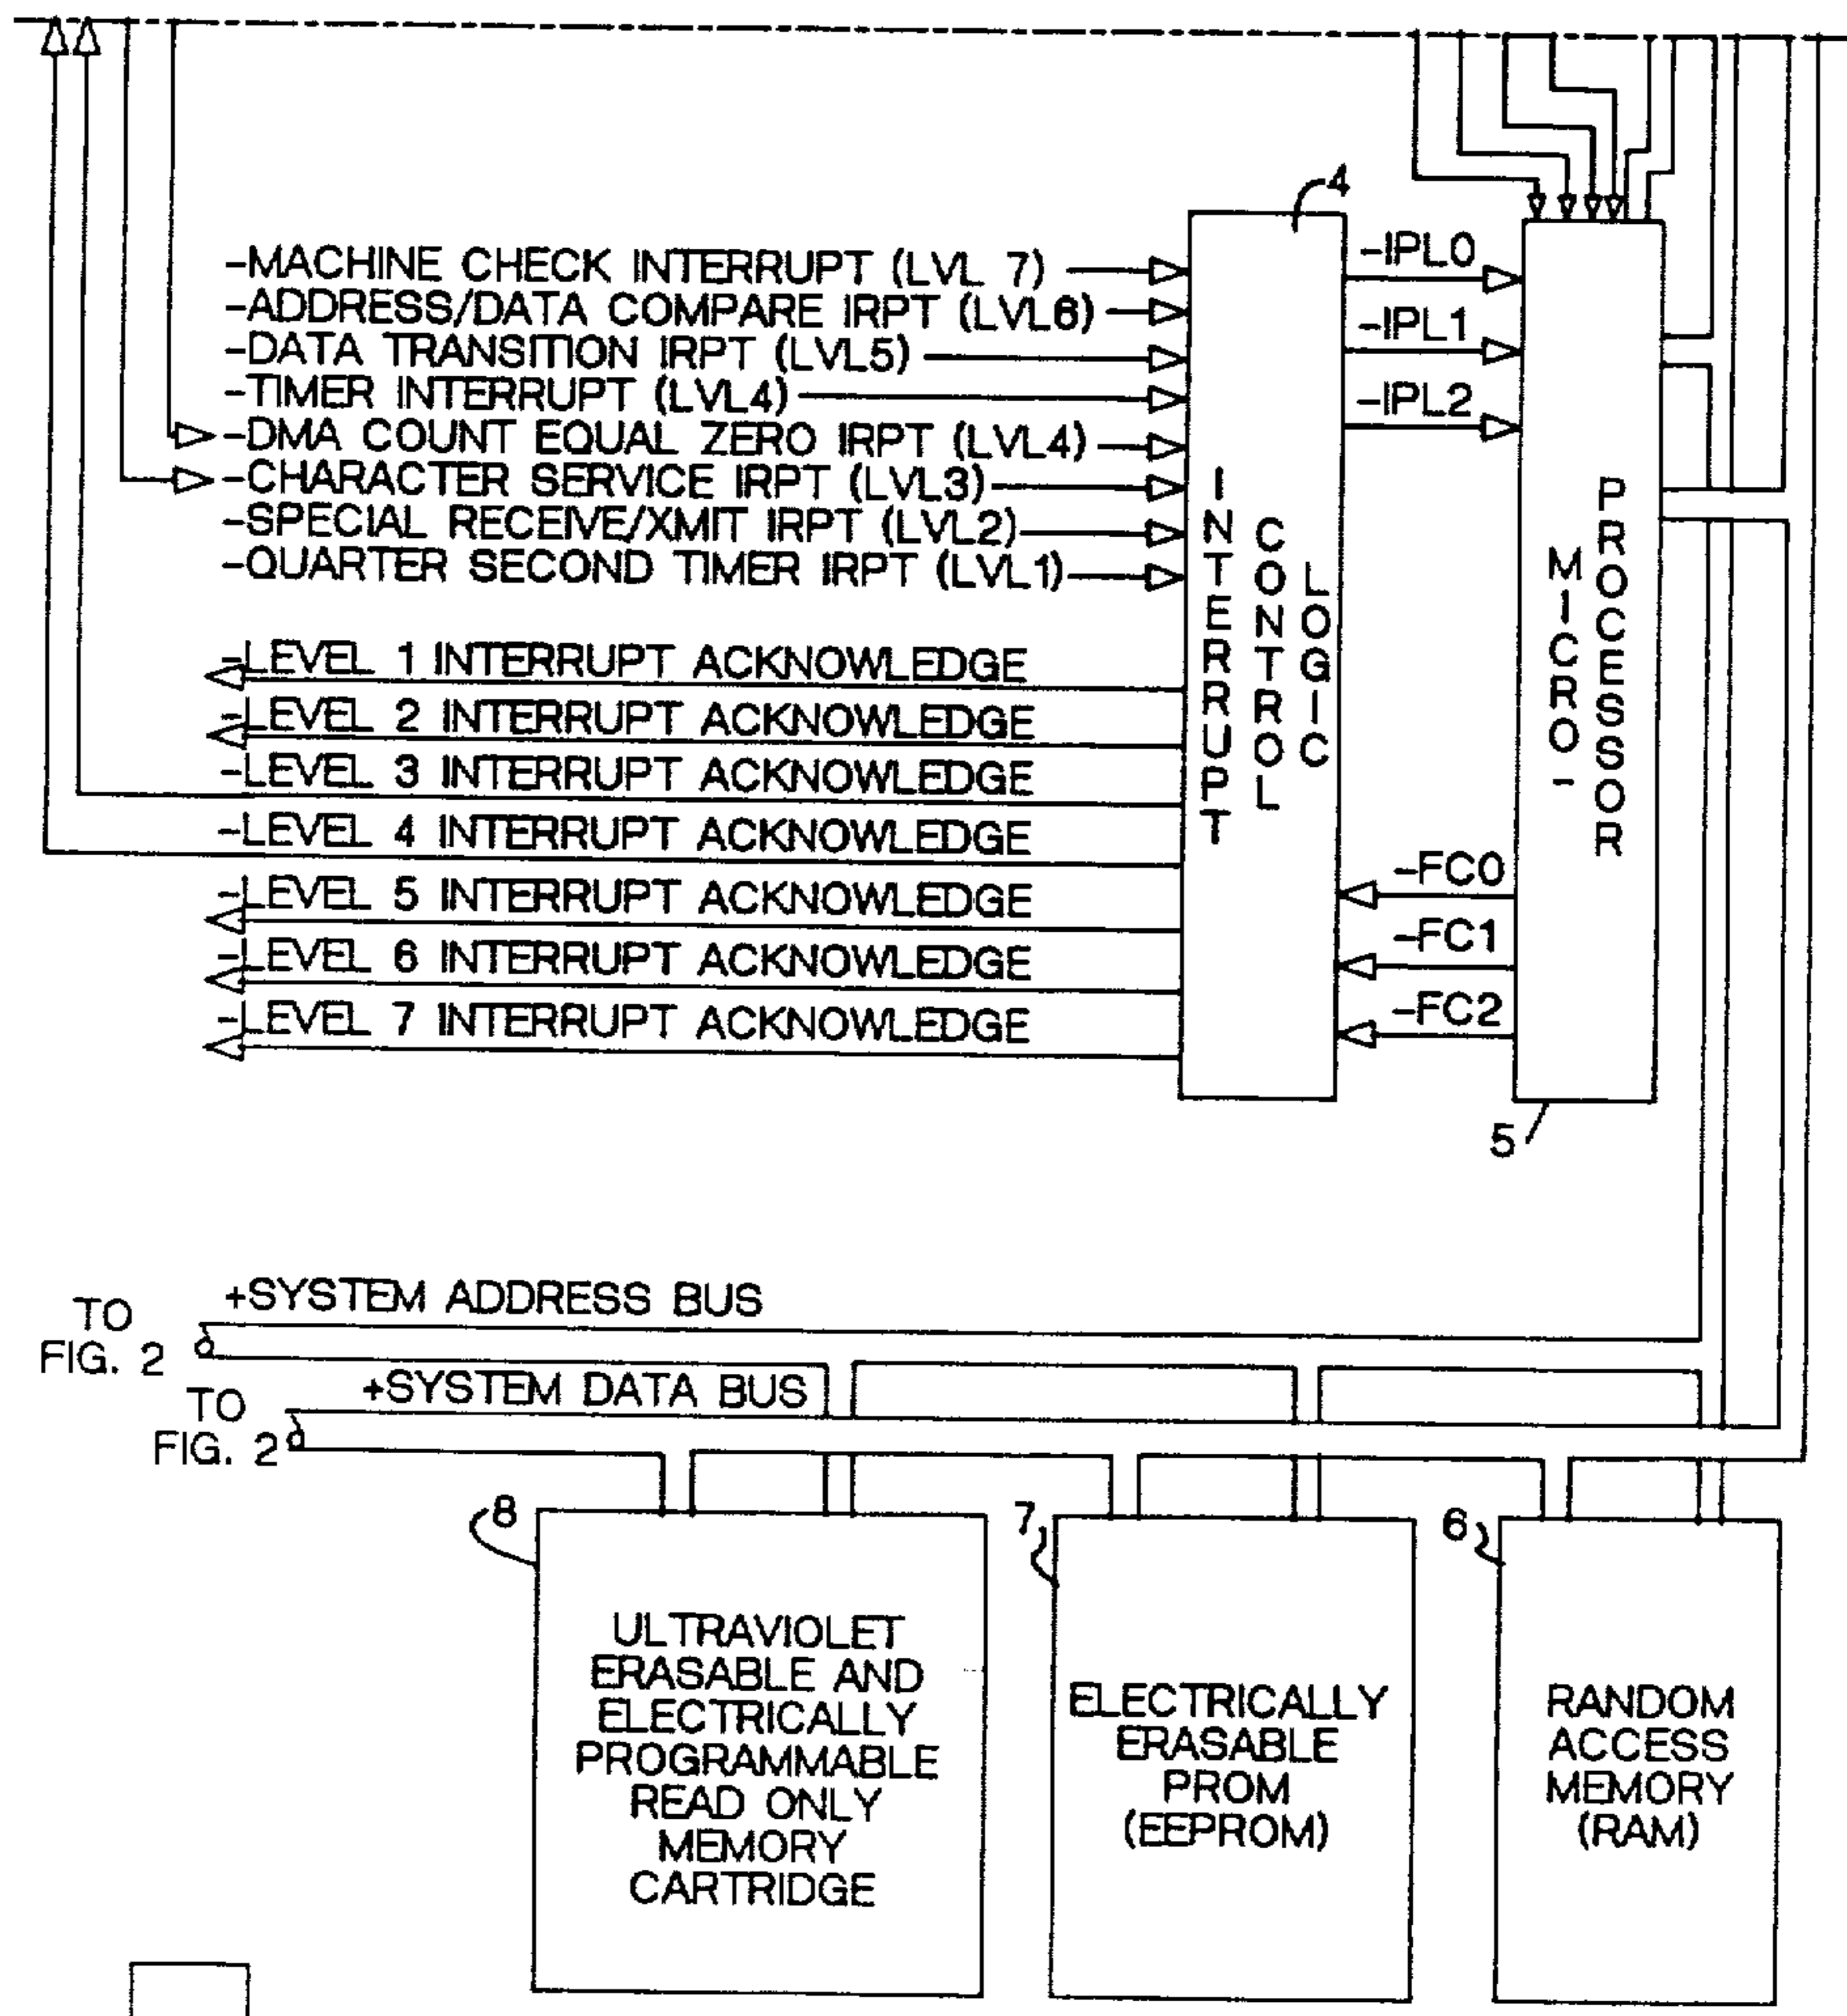 4
-MACHINE CHECK INTERRUPT (LVL 7)
-ADDRESS/DATA COMPARE IRPT (LVL6)
-DATA TRANSITION IRPT (LVL5)
-TIMER INTERRUPT (LVL4)
-DMA COUNT EQUAL ZERO IRPT (LVL4)
-CHARACTER SERVICE IRPT (LVL3)
-SPECIAL RECEIVE/XMIT IRPT (LVL2)
-QUARTER SECOND TIMER IRPT (LVL1)
-LEVEL 1 INTERRUPT ACKNOWLEDGE
-LEVEL 2 INTERRUPT ACKNOWLEDGE
-LEVEL 3 INTERRUPT ACKNOWLEDGE
-LEVEL 4 INTERRUPT ACKNOWLEDGE
-LEVEL 5 INTERRUPT ACKNOWLEDGE
-LEVEL 6 INTERRUPT ACKNOWLEDGE
-LEVEL 7 INTERRUPT ACKNOWLEDGE
INTERRUPT
CONTROL
LOGIC
-IPL0
-IPL1
-IPL2
-FC0
-FC1
-FC2
MICRO-
PROCESSOR
5
+SYSTEM ADDRESS BUS
TO
FIG. 2
+SYSTEM DATA BUS
TO
FIG. 2
8
ULTRAVIOLET
ERASABLE AND
ELECTRICALLY
PROGRAMMABLE
READ ONLY
MEMORY
CARTRIDGE
7
ELECTRICALLY
ERASABLE
PROM
(EEPROM)
6
RANDOM
ACCESS
MEMORY
(RAM)